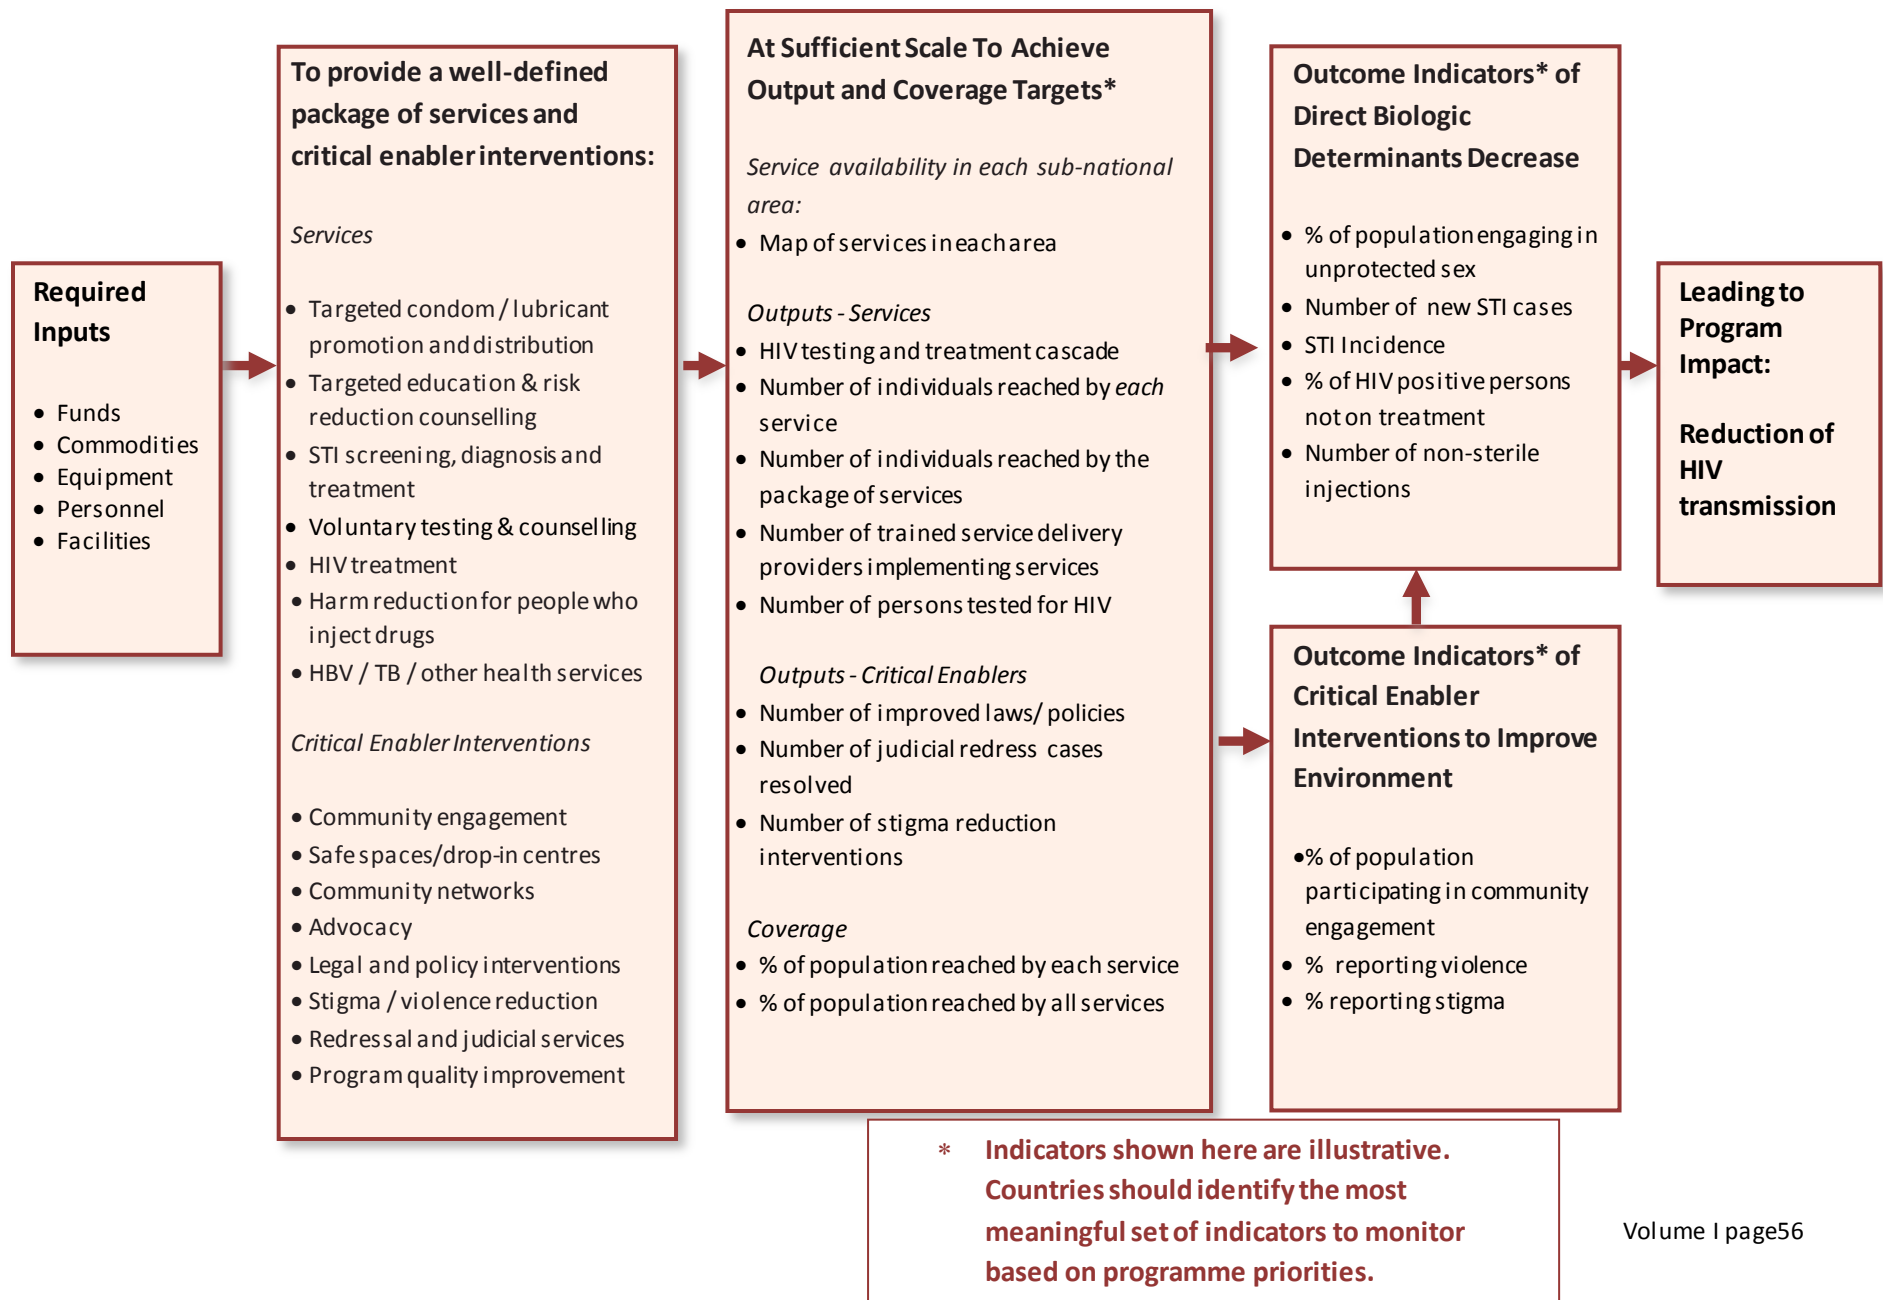 Required
Inputs
• Funds
• Commodities
• Equipment
• Personnel
• Facilities
To provide a well-defined
package of services and
critical enabler interventions:
Services
• Targeted condom / lubricant
promotion and distribution
• Targeted education & risk
reduction counselling
• STI screening, diagnosis and
treatment
• Voluntary testing & counselling
• HIV treatment
• Harm reduction for people who
inject drugs
• HBV / TB / other health services
Critical Enabler Interventions
• Community engagement
• Safe spaces/drop-in centres
• Community networks
• Advocacy
• Legal and policy interventions
• Stigma / violence reduction
• Redressal and judicial services
• Program quality improvement
At Sufficient Scale To Achieve
Output and Coverage Targets*
Service availability in each sub-national
area:
• Map of services in each area
Outputs - Services
• HIV testing and treatment cascade
• Number of individuals reached by each
service
• Number of individuals reached by the
package of services
• Number of trained service delivery
providers implementing services
• Number of persons tested for HIV
Outputs - Critical Enablers
• Number of improved laws/ policies
• Number of judicial redress cases
resolved
• Number of stigma reduction
interventions
Coverage
• % of population reached by each service
• % of population reached by all services
Outcome Indicators* of
Direct Biologic
Determinants Decrease
• % of population engaging in
unprotected sex
• Number of new STI cases
• STI Incidence
• % of HIV positive persons
not on treatment
• Number of non-sterile
injections
Outcome Indicators* of
Critical Enabler
Interventions to Improve
Environment
• % of population
participating in community
engagement
• % reporting violence
• % reporting stigma
Leading to
Program
Impact:
Reduction of
HIV
transmission
* Indicators shown here are illustrative.
Countries should identify the most
meaningful set of indicators to monitor
based on programme priorities.
Volume I page56